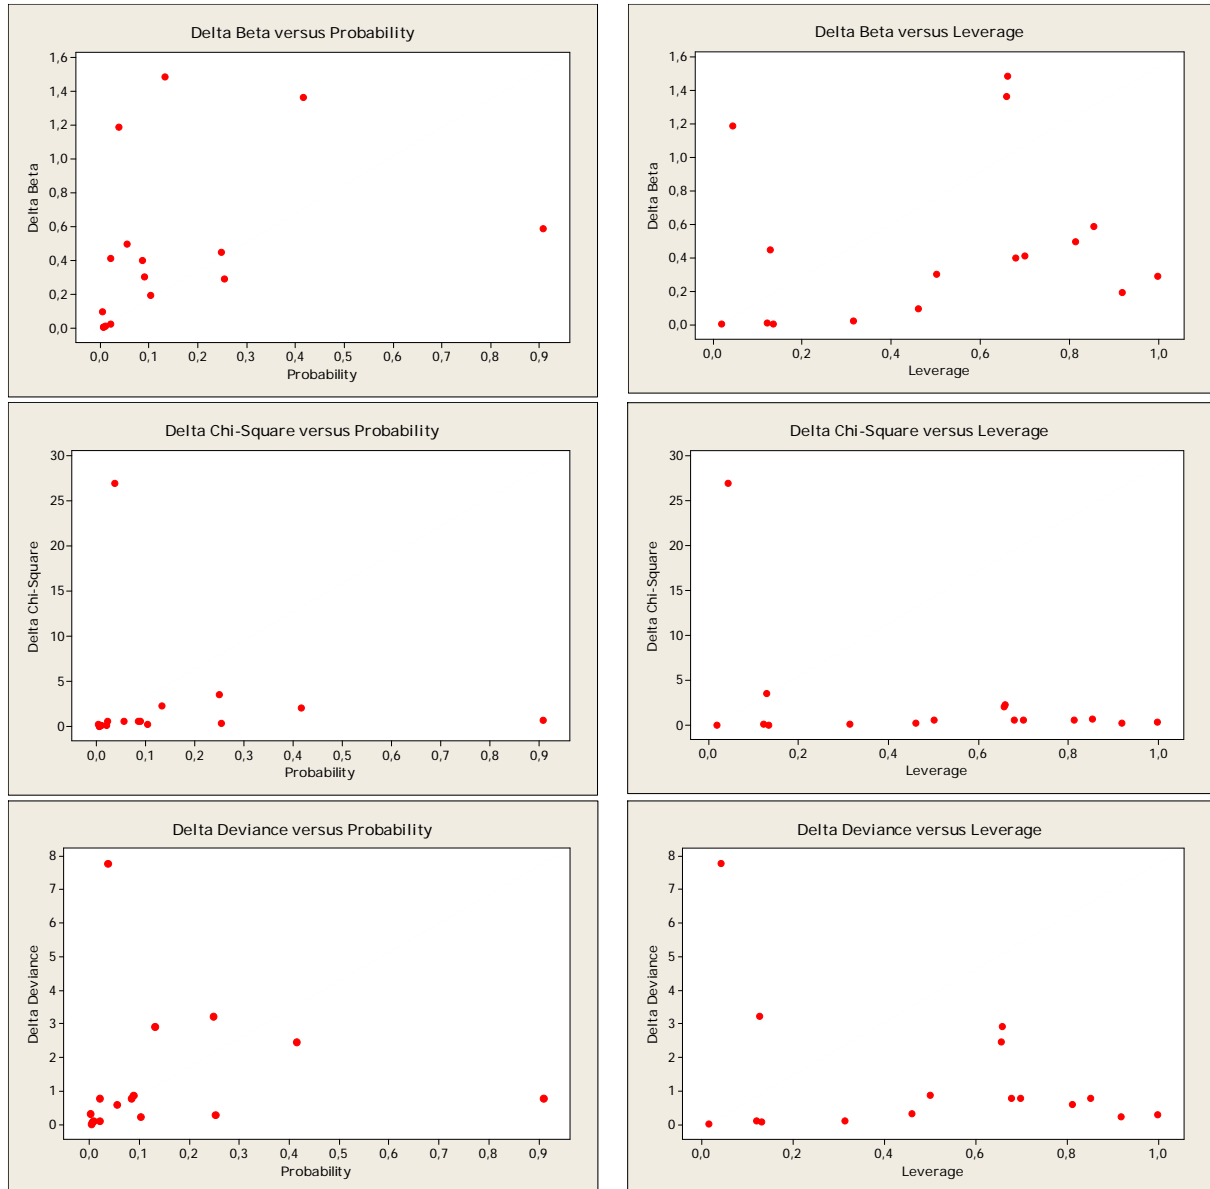 Delta Beta versus Probability
1,6
1,4
1,2
1,0
0,8
0,6
0,4
0,2
0,0
Delta Beta
0,0 0,1 0,2 0,3 0,4 0,5 0,6 0,7 0,8 0,9
Probability
Delta Beta versus Leverage
1,6
1,4
1,2
1,0
0,8
0,6
0,4
0,2
0,0
Delta Beta
0,0 0,2 0,4 0,6 0,8 1,0
Leverage
Delta Chi-Square versus Probability
30
25
20
15
10
5
0
Delta Chi-Square
0,0 0,1 0,2 0,3 0,4 0,5 0,6 0,7 0,8 0,9
Probability
Delta Chi-Square versus Leverage
30
25
20
15
10
5
0
Delta Chi-Square
0,0 0,2 0,4 0,6 0,8 1,0
Leverage
Delta Deviance versus Probability
8
7
6
5
4
3
2
1
0
Delta Deviance
0,0 0,1 0,2 0,3 0,4 0,5 0,6 0,7 0,8 0,9
Probability
Delta Deviance versus Leverage
8
7
6
5
4
3
2
1
0
Delta Deviance
0,0 0,2 0,4 0,6 0,8 1,0
Leverage